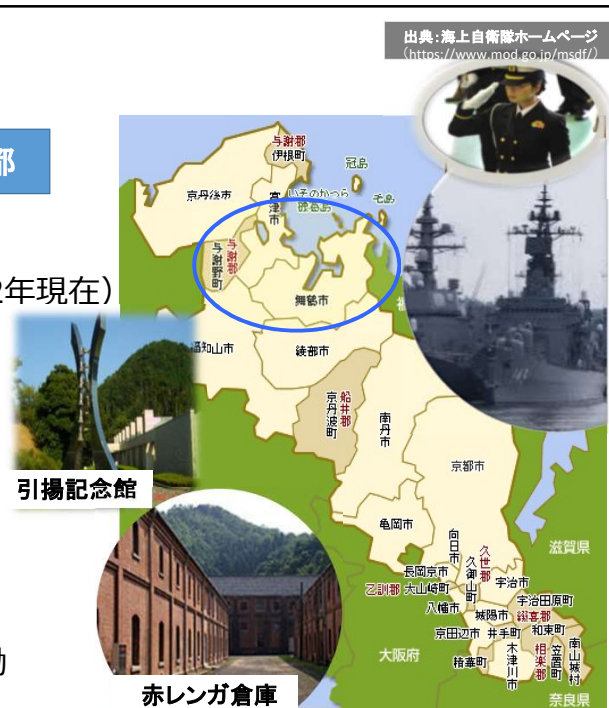 出典:海上自衛隊ホームページ
(https://www.mod.go.jp/msdf/)
部
2年現在)
与謝郡
伊根町
冠島
京丹後市
宮津市
いそのかつら
磯葛島
毛島
与謝郡
与謝野町
舞鶴市
福
福知山市
綾部市
船井郡
京丹波町
南丹市
京都市
引揚記念館
亀岡市
向日市
久世郡
久御山町
滋賀県
長岡京市
宇治市
乙訓郡
大山崎町
宇治田原町
八幡市
城陽市
綴喜郡
京田辺市
井手町
和束町
大阪府
精華町
木津川市
相楽郡
笠置町
南山城村
奈良県
赤レンガ倉庫